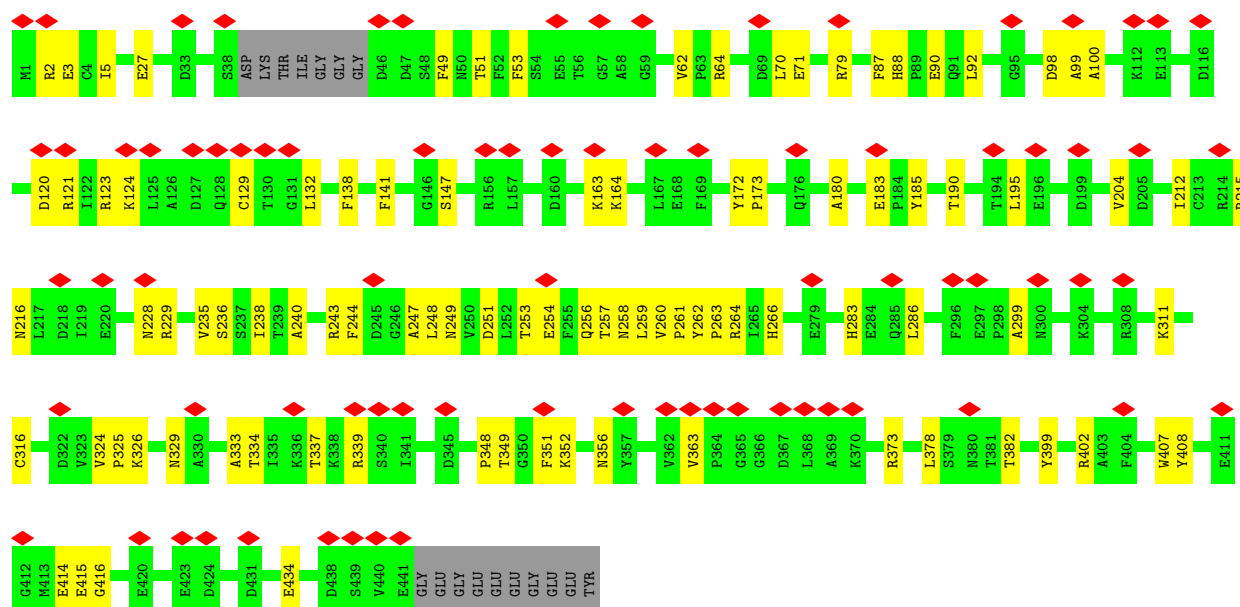 M1 R2 E3 C4 I5 E27 D33 S38 ASP LYS THR ILE GLY GLY GLY D46 D47 S48 F49 N50 T51 F52 F53 S54 E55 T56 G57 A58 G59 V62 P63 R64 D69 L70 E71 R79 F87 H88 P89 E90 Q91 L92 G95 D98 A99 A100 K112 E113 D116
D120 R121 I122 R123 K124 L125 A126 D127 Q128 C129 T130 G131 L132 F138 F141 G146 S147 R156 L157 D160 K163 K164 L167 E168 F169 Y172 P173 Q176 A180 E183 P184 Y185 T190 T194 L195 E196 D199 V204 D205 I212 C213 R214
N216 L217 D218 I219 E220 N228 R229 V235 S236 S237 I238 T239 A240 R243 F244 D245 G246 A247 L248 N249 V250 D251 L252 T253 E254 F255 Q256 T257 N258 L259 V260 P261 Y262 P263 R264 I265 H266 E279 H283 E284 Q285 L286 F296 E297 P298 A299 N300 K304 R308 K311
C316 D322 V323 V324 P325 K326 N329 A330 A333 T334 I335 K336 T337 K338 R339 S340 I341 D345 P348 T349 G350 F351 K352 N356 Y357 V362 V363 P364 G365 G366 D367 L368 A369 K370 R373 L378 S379 N380 T381 T382 Y399 R402 A403 F404 W407 Y408 E411
G412 M413 E414 E415 G416 E420 E423 D424 D431 E434 D438 S439 V440 E441 GLY GLU GLY GLU GLU GLU GLY GLU GLU TYR